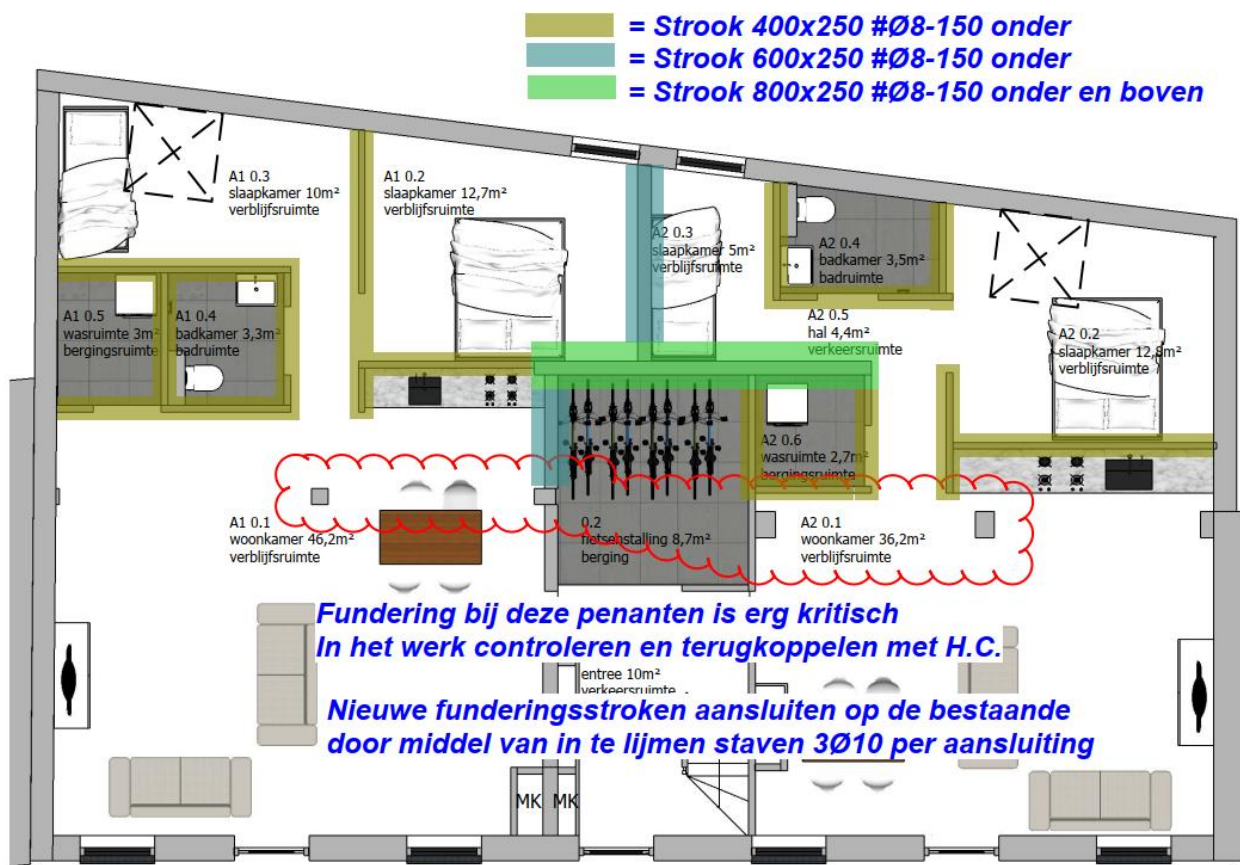 = Strook 400x250 #Ø8-150 onder
= Strook 600x250 #Ø8-150 onder
= Strook 800x250 #Ø8-150 onder en boven
A1 0.3
slaapkamer 10m²
verblijfsruimte
A1 0.2
slaapkamer 12,7m²
verblijfsruimte
A2 0.3
slaapkamer 5m²
verblijfsruimte
A2 0.4
badkamer 3,5m²
badruimte
A1 0.5
wasruimte 3m²
bergingsruimte
A1 0.4
badkamer 3,3m²
badruimte
A2 0.5
hal 4,4m²
verkeersruimte
A2 0.2
slaapkamer 12,8m²
verblijfsruimte
A2 0.6
wasruimte 2,7m²
bergingsruimte
A1 0.1
woonkamer 46,2m²
verblijfsruimte
0.2
fietsenstalling 8,7m²
berging
A2 0.1
woonkamer 36,2m²
verblijfsruimte
Fundering bij deze penanten is erg kritisch
In het werk controleren en terugkoppelen met H.C.
entree 10m²
verkeersruimte
Nieuwe funderingsstroken aansluiten op de bestaande
door middel van in te lijmen staven 3Ø10 per aansluiting
MK MK